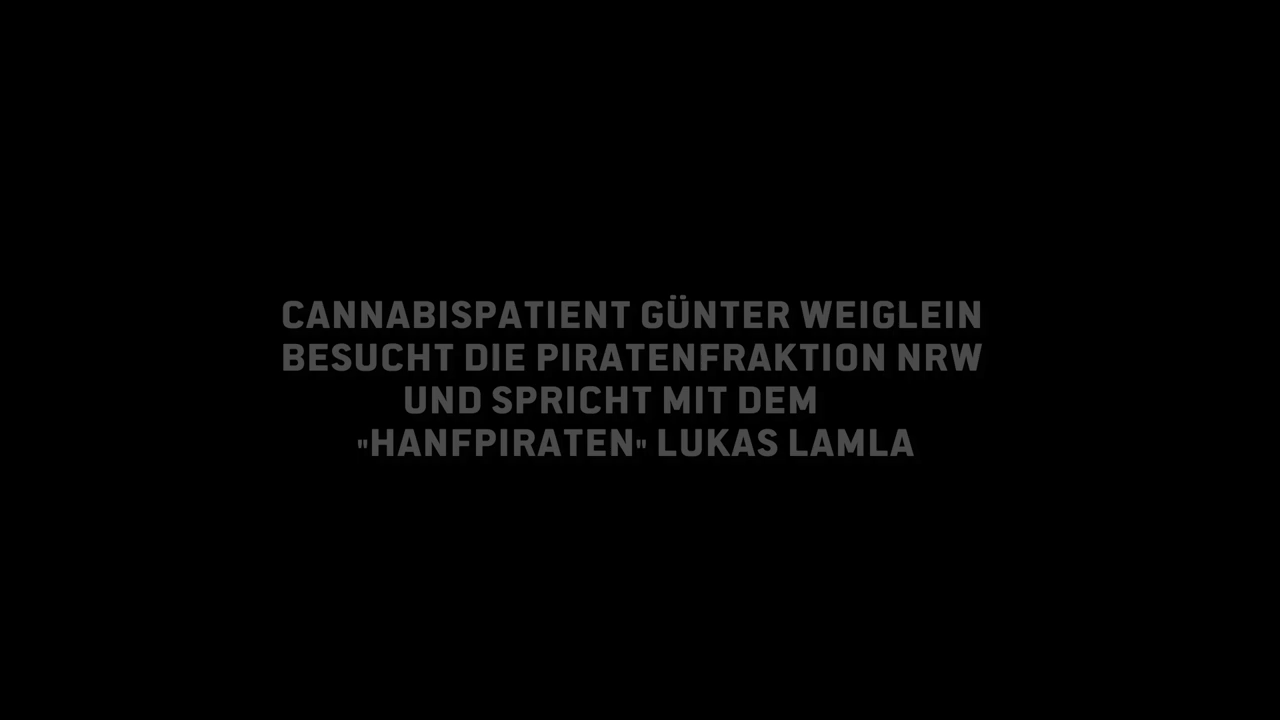 CANNABISPATIENT GÜNTER WEIGLEIN
BESUCHT DIE PIRATENFRAKTION NRW
UND SPRICHT MIT DEM
"HANFPIRATEN" LUKAS LAMLA